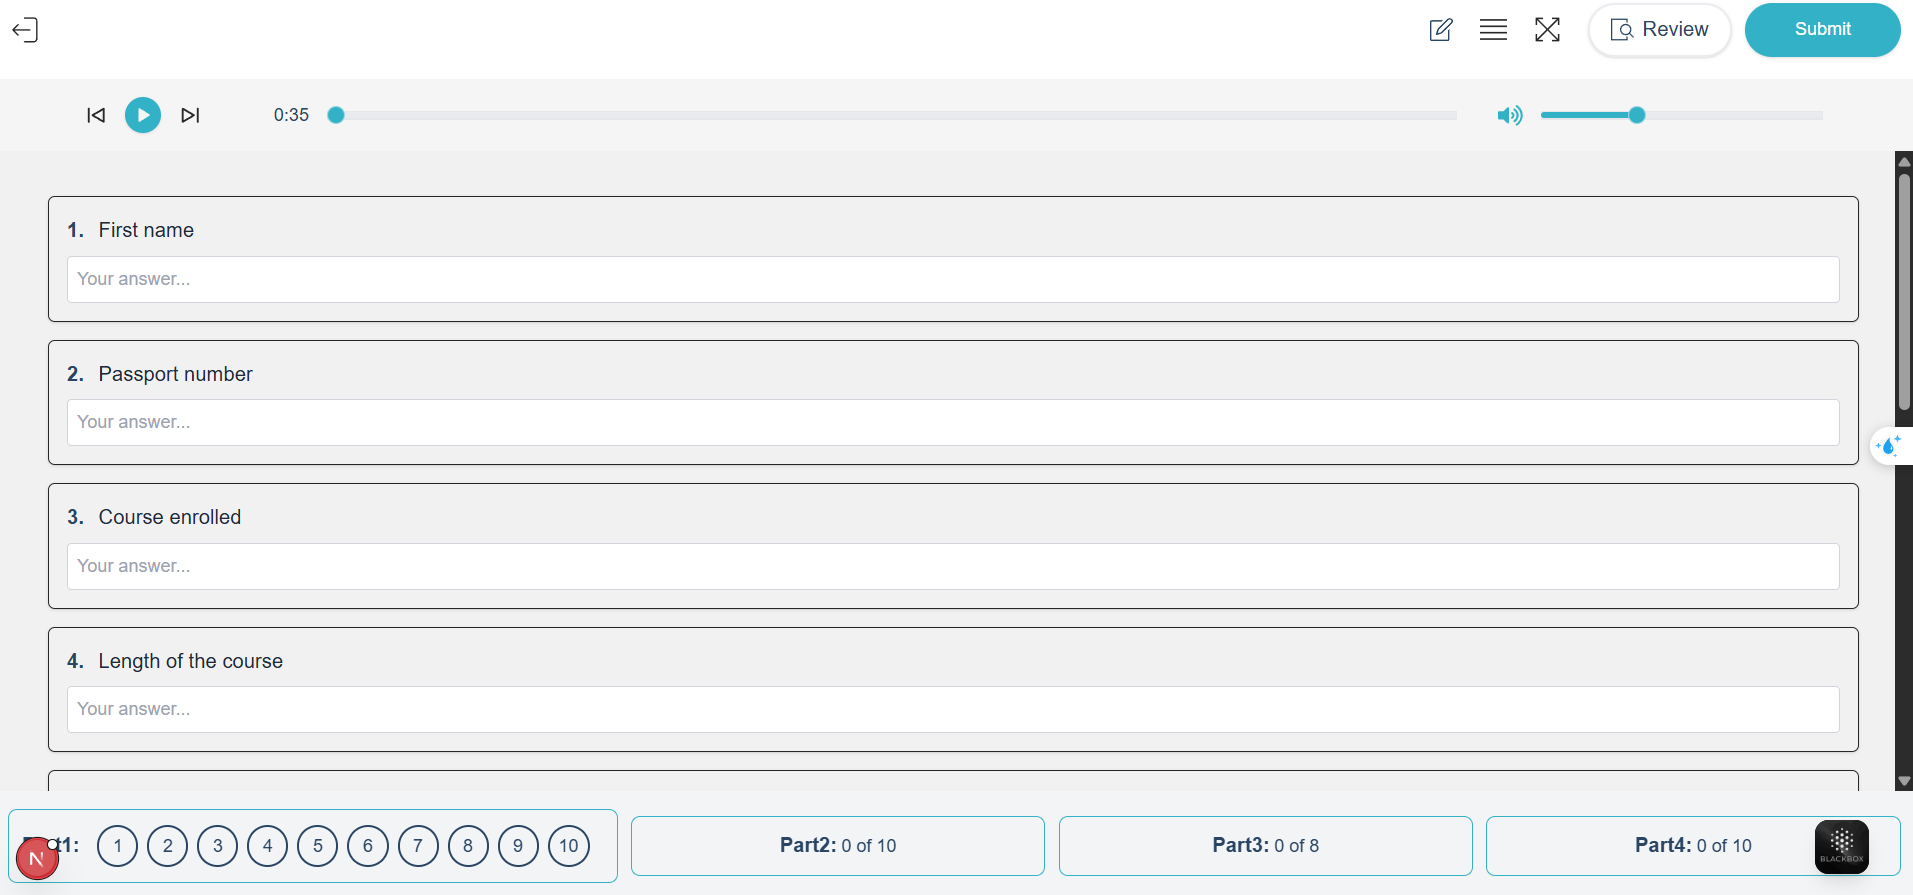 Review
Submit
0:35
1. First name
Your answer...
2. Passport number
Your answer...
3. Course enrolled
Your answer...
4. Length of the course
Your answer...
t1: 1 2 3 4 5 6 7 8 9 10
N
Part2: 0 of 10
Part3: 0 of 8
Part4: 0 of 10
BLACKBOX